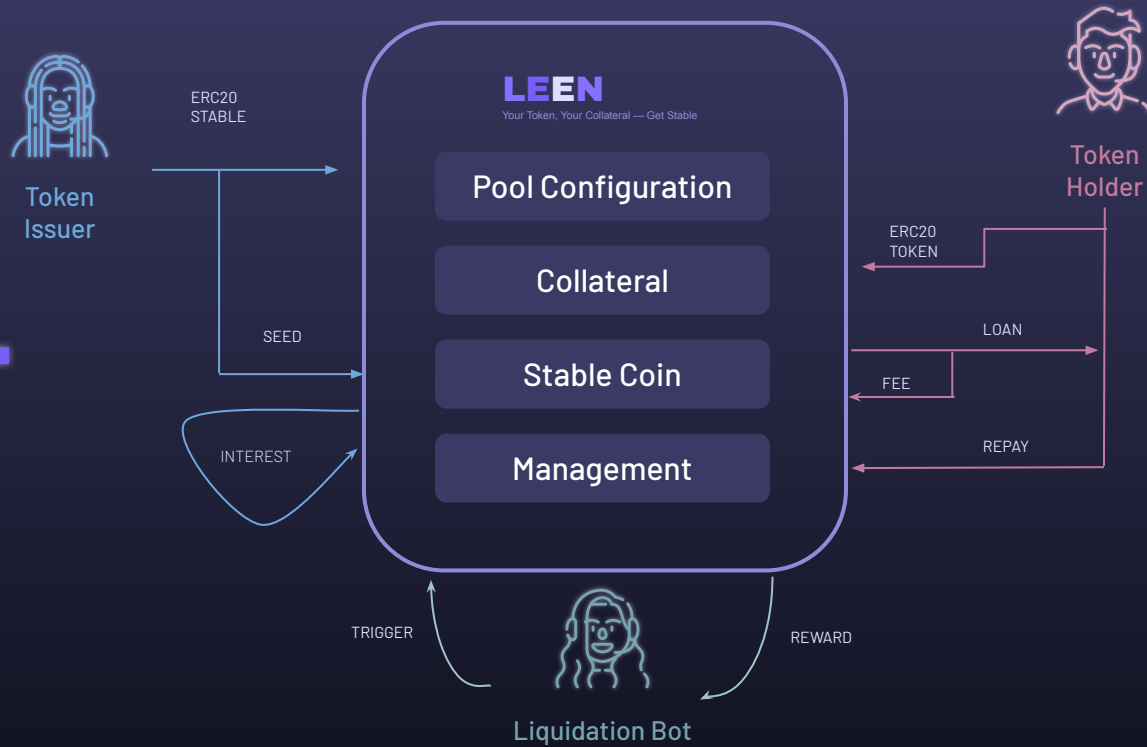 LEEN
Your Token, Your Collateral — Get Stable
ERC20
STABLE
Token
Issuer
SEED
INTEREST
Pool Configuration
Collateral
Stable Coin
Management
Token
Holder
ERC20
TOKEN
LOAN
FEE
REPAY
TRIGGER
REWARD
Liquidation Bot